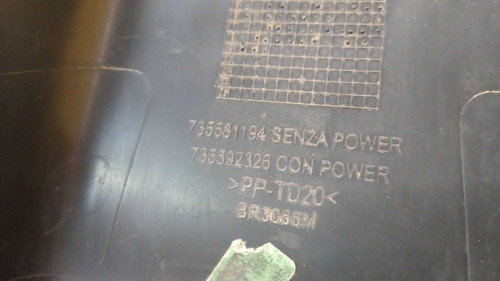 735581194 SENZA POWER
735592326 CON POWER
>PP-TD20<
BR3065M